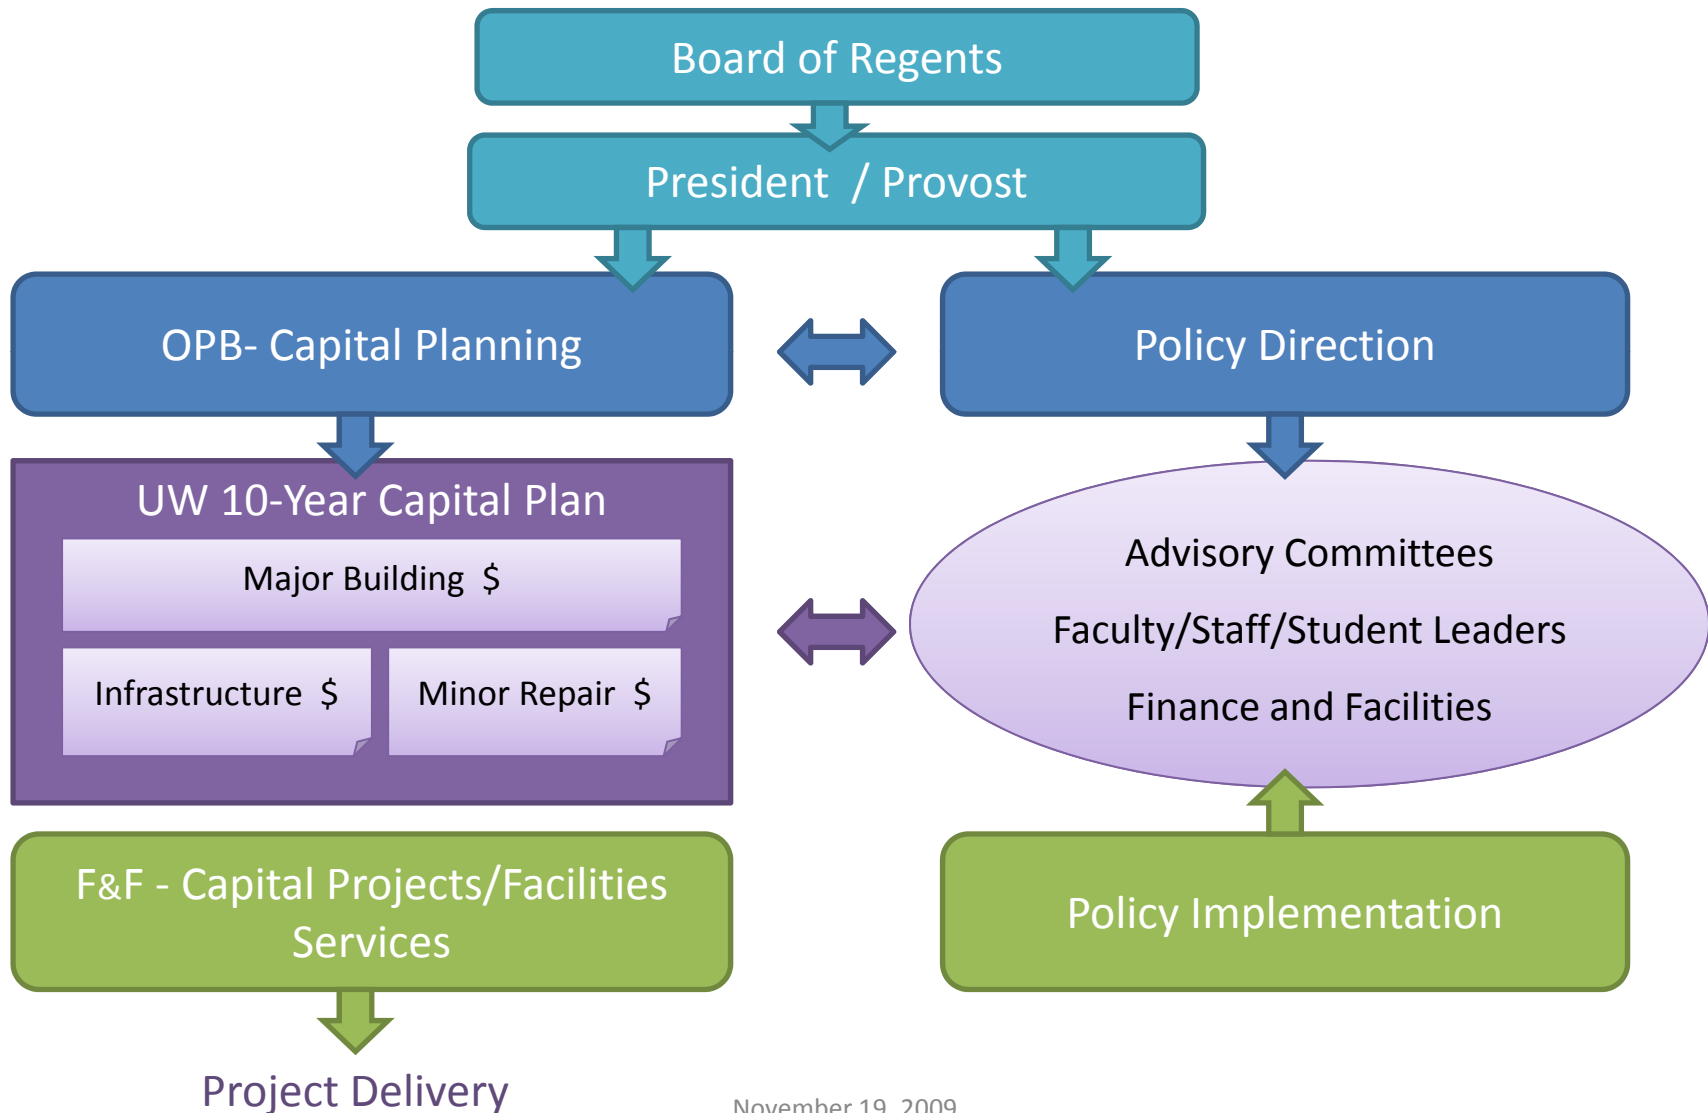 Board of Regents
President / Provost
OPB- Capital Planning
Policy Direction
UW 10-Year Capital Plan
Major Building $
Infrastructure $
Minor Repair $
Advisory Committees
Faculty/Staff/Student Leaders
Finance and Facilities
F&F - Capital Projects/Facilities
Services
Policy Implementation
Project Delivery
November 19, 2009